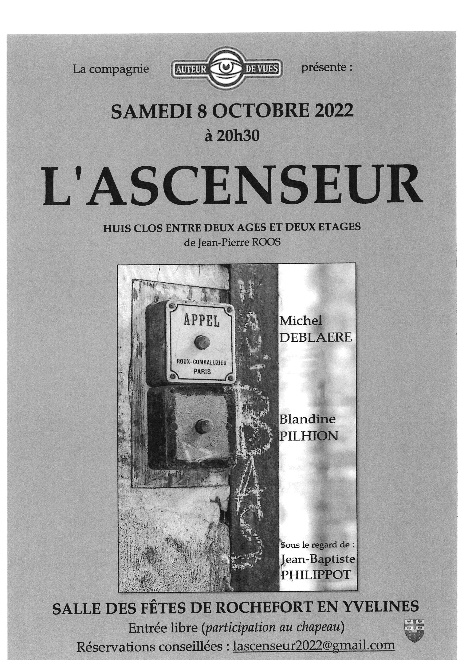 La compagnie AUTEUR DE VUES présente :
SAMEDI 8 OCTOBRE 2022
à 20h30
L'ASCENSEUR
HUIS CLOS ENTRE DEUX AGES ET DEUX ETAGES
de Jean-Pierre ROOS
APPEL
ROUX-COMBALUZIER
PARIS
Michel
DEBLAERE
Blandine
PILHION
Sous le regard de :
Jean-Baptiste
PHILIPPOT
SALLE DES FÊTES DE ROCHEFORT EN YVELINES
Entrée libre (participation au chapeau)
Réservations conseillées : lascenseur2022@gmail.com